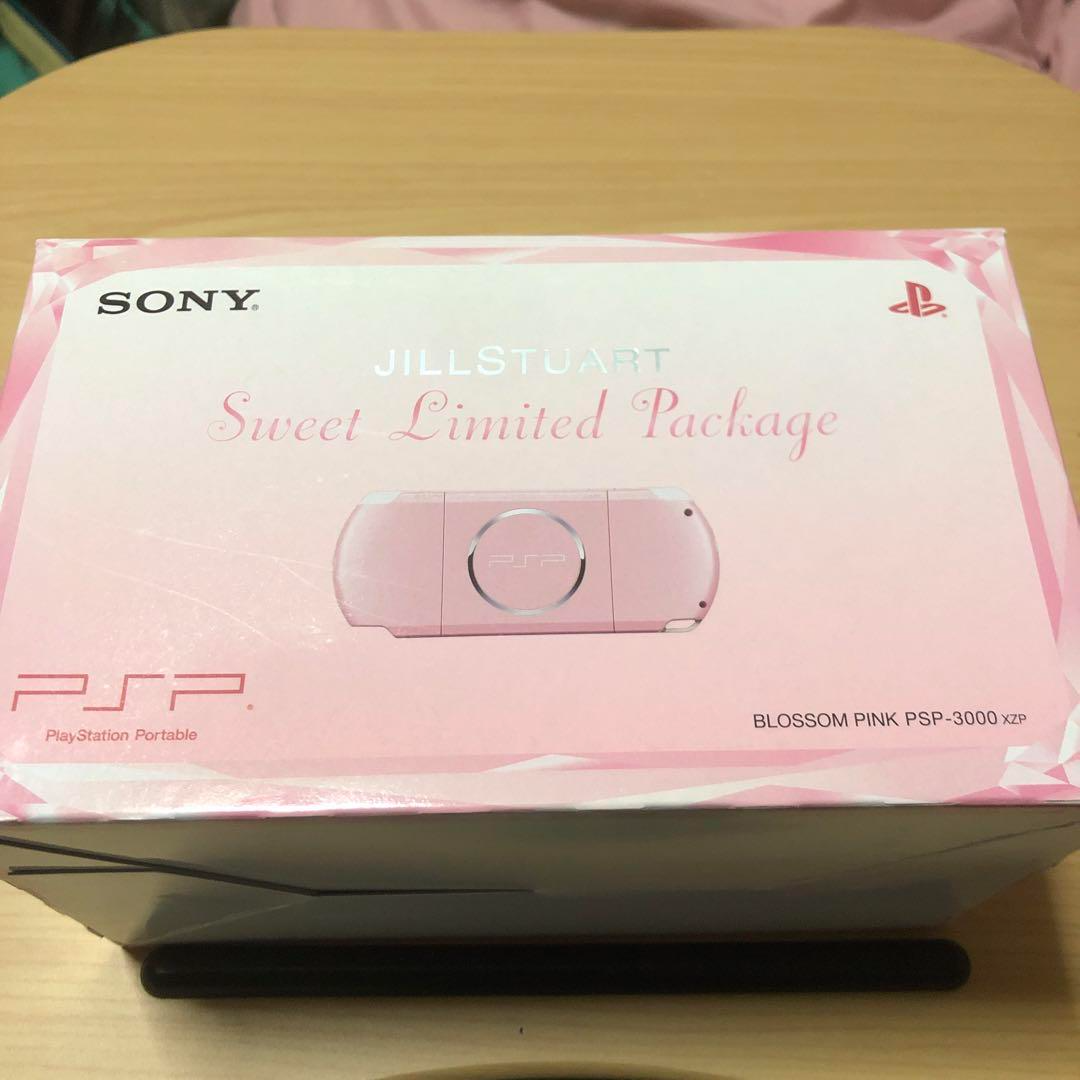 SONY®
JILLSTUART
Sweet Limited Package
PSP
PSP®
PlayStation Portable
BLOSSOM PINK PSP-3000 XZP